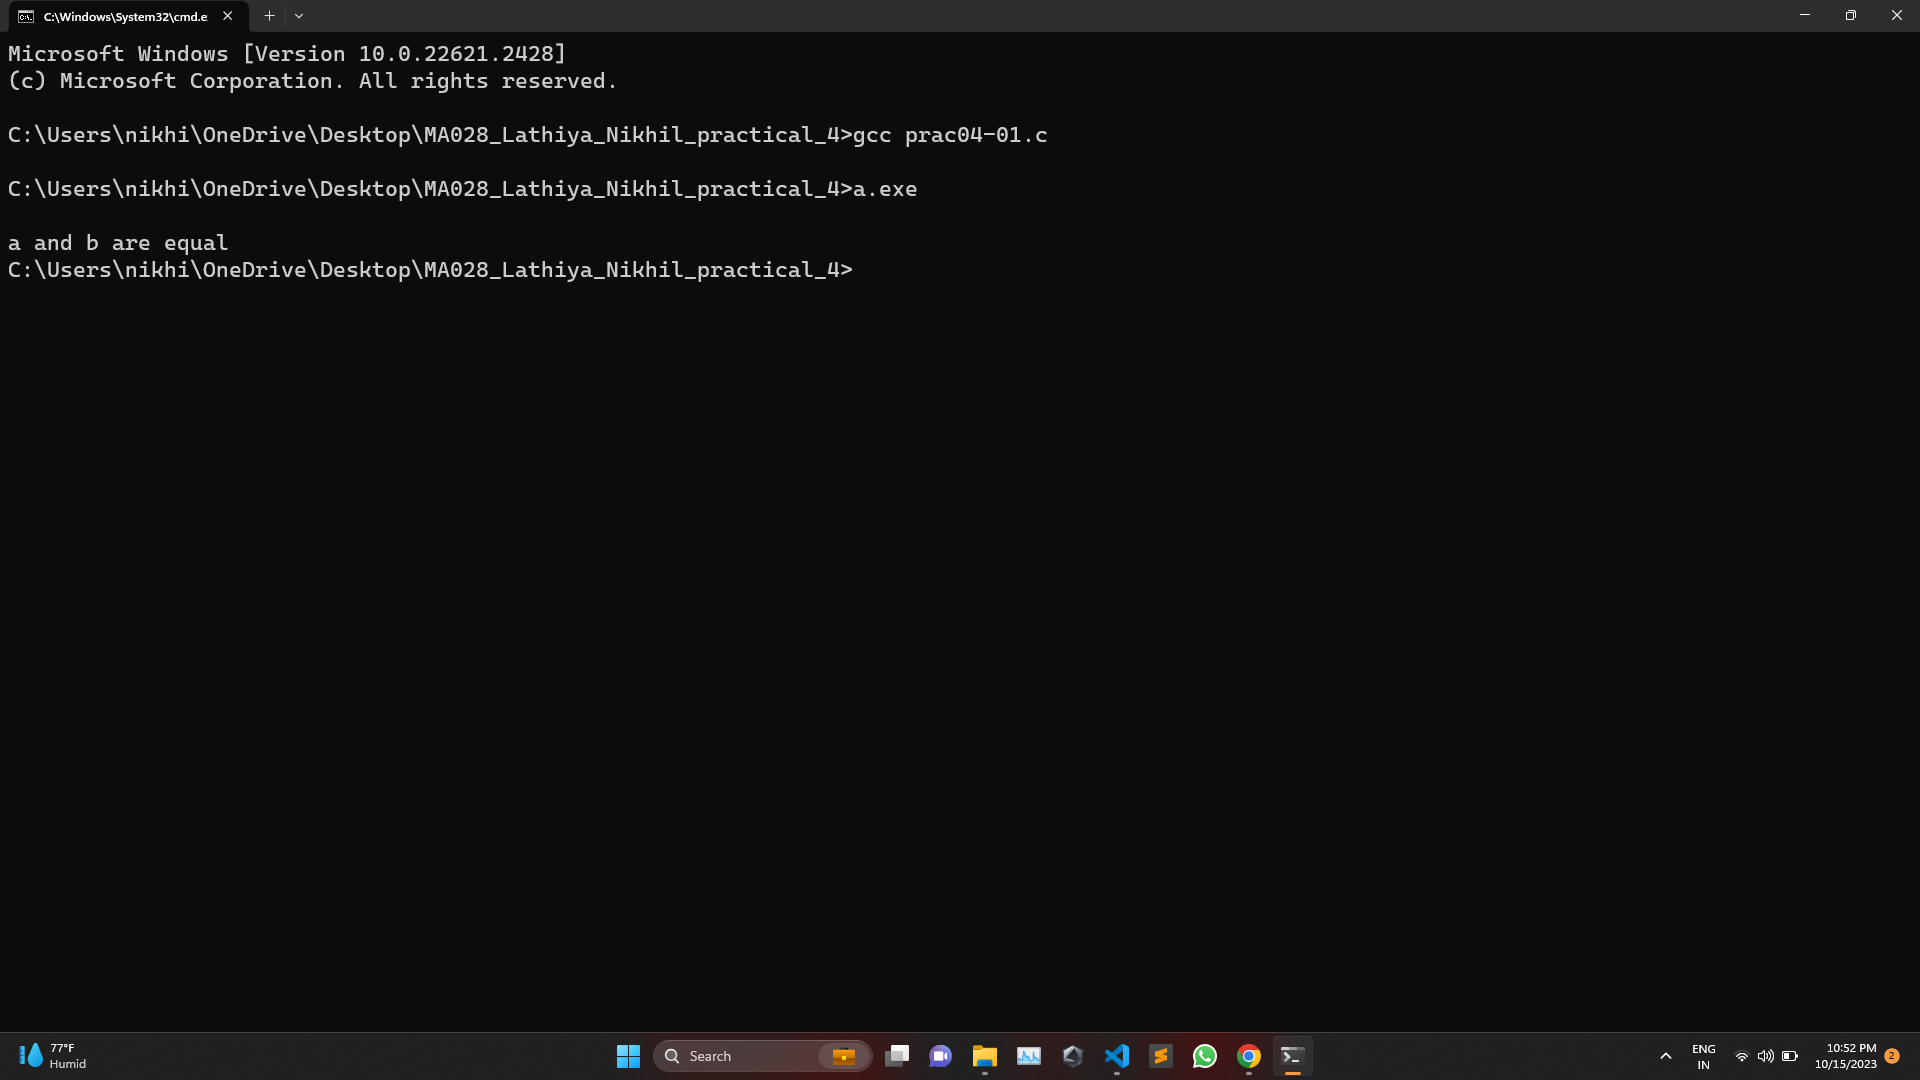 C:\Windows\System32\cmd.e
Microsoft Windows [Version 10.0.22621.2428]
(c) Microsoft Corporation. All rights reserved.
C:\Users\nikhi\OneDrive\Desktop\MA028_Lathiya_Nikhil_practical_4>gcc prac04-01.c
C:\Users\nikhi\OneDrive\Desktop\MA028_Lathiya_Nikhil_practical_4>a.exe
a and b are equal
C:\Users\nikhi\OneDrive\Desktop\MA028_Lathiya_Nikhil_practical_4>
77°F
Humid
Search
ENG
IN
10:52 PM
10/15/2023
2